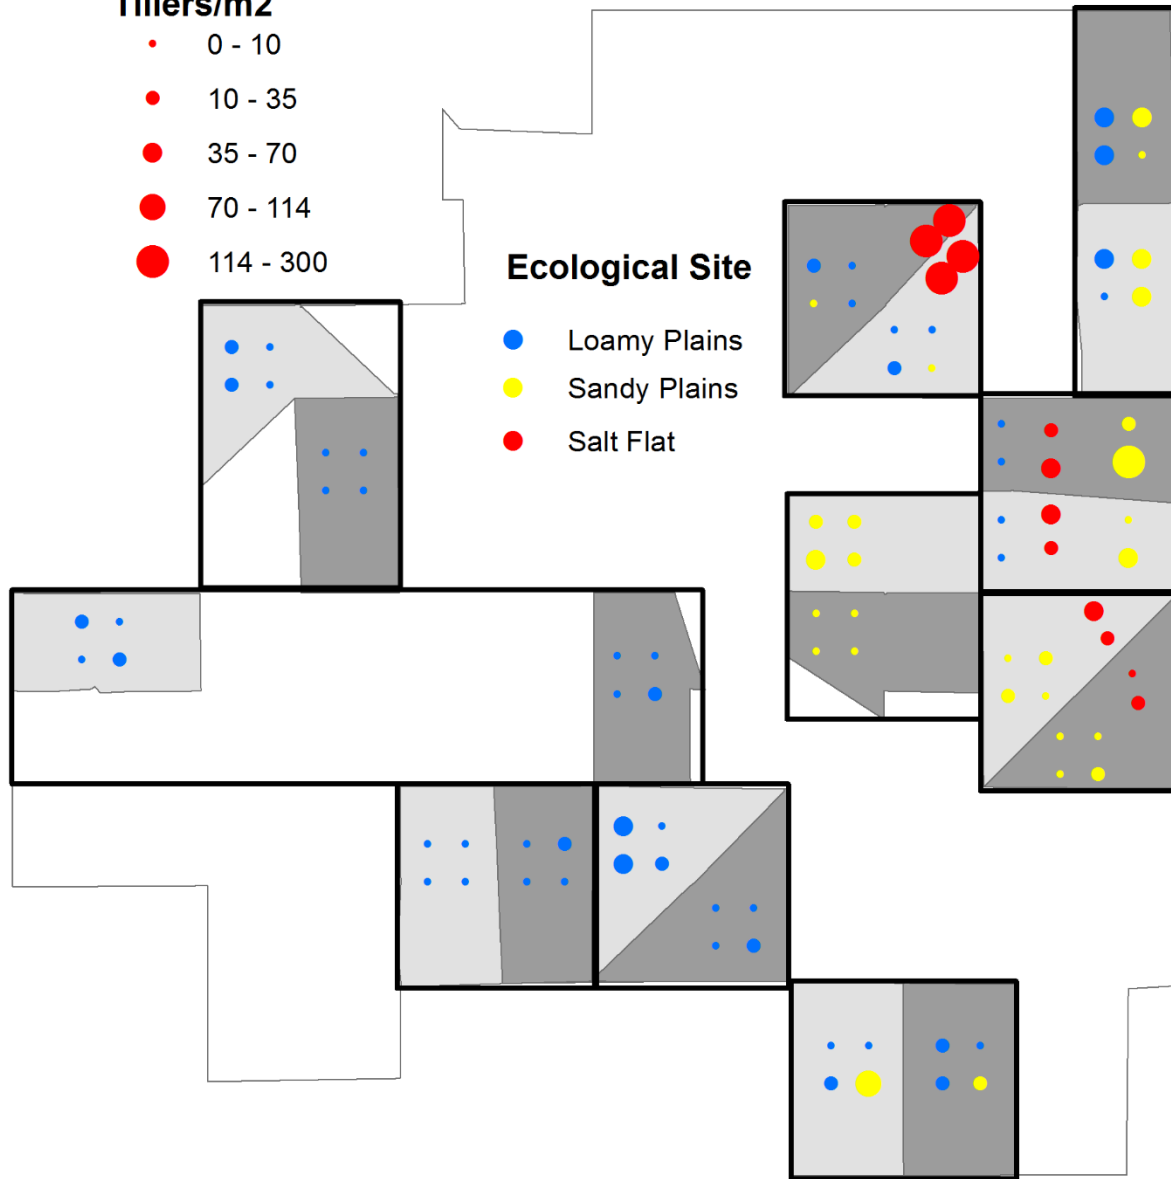 Tillers/m2
0 - 10
10 - 35
35 - 70
70 - 114
114 - 300
Ecological Site
Loamy Plains
Sandy Plains
Salt Flat